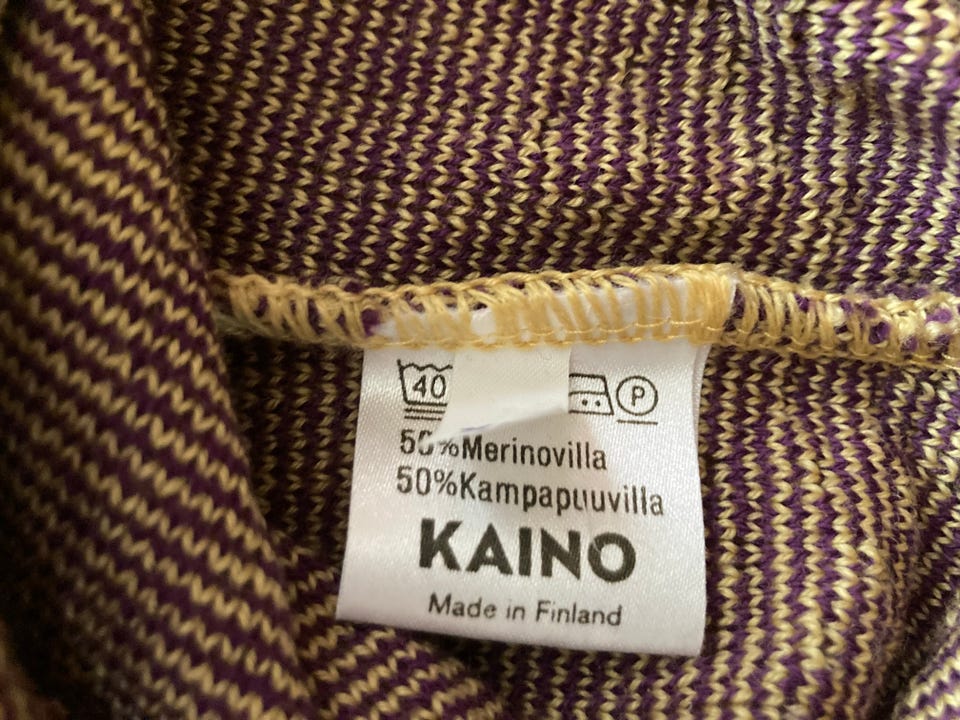 40 P
50%Merinovilla
50%Kampapuuvilla
KAINO
Made in Finland